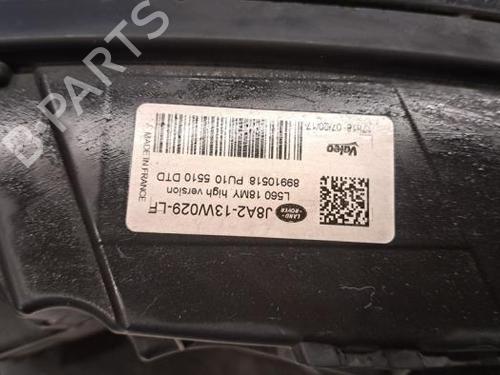 B-PARTS
LAND
ROVER
J8A2-13W029-LF
L560 18MY high version
89910518 PU10 5510 DTD
Valeo
MADE IN FRANCE